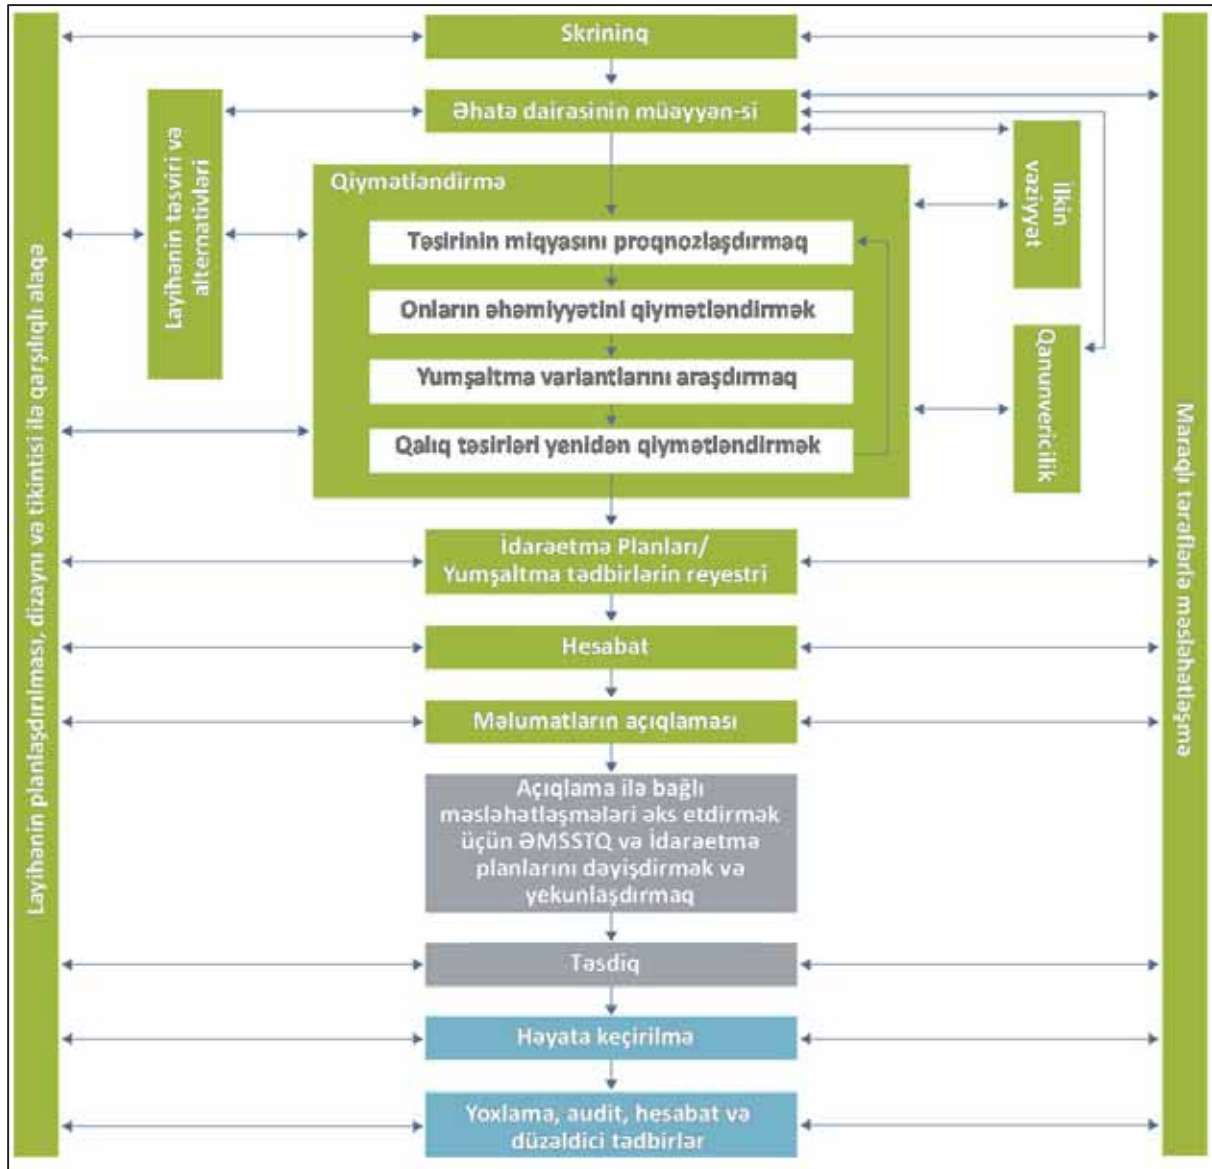 Skrininq
Əhatə dairəsinin müəyyən-si
Layihənin təsviri və
alternativləri
İlkin
vəziyyət
Qiymətləndirmə
Təsirinin miqyasını proqnozlaşdırmaq
Onların əhəmiyyətini qiymətləndirmək
Yumşaltma variantlarını araşdırmaq
Qalıq təsirləri yenidən qiymətləndirmək
Qanunvericilik
Layihənin planlaşdırılması, dizaynı və tikintisi ilə qarşılıqlı əlaqə
Maraqlı tərəflərlə məsləhətləşmə
İdarəetmə Planları/
Yumşaltma tədbirlərin reyestri
Hesabat
Məlumatların açıqlaması
Açıqlama ilə bağlı
məsləhətləşmələri əks etdirmək
üçün ƏMSSTQ və İdarəetmə
planlarını dəyişdirmək və
yekunlaşdırmaq
Təsdiq
Həyata keçirilmə
Yoxlama, audit, hesabat və
düzəldici tədbirlər